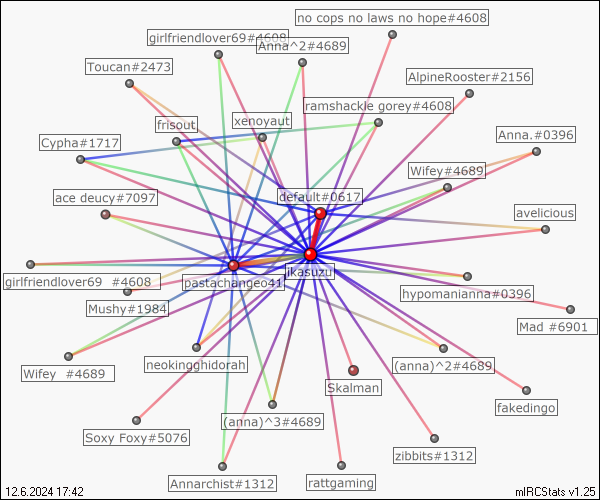 no cops no laws no hope#4608
girlfriendlover69#4608
Anna^2#4689
Toucan#2473
AlpineRooster#2156
ramshackle gorey#4608
frisout
xenoyaut
Cypha#1717
Anna.#0396
Wifey#4689
ace deucy#7097
default#0617
avelicious
jikasuzu
girlfriendlover69 #4608
pastachangeo41
hypomanianna#0396
Mushy#1984
Mad #6901
neokingghidorah
(anna)^2#4689
Wifey #4689
Skalman
fakedingo
(anna)^3#4689
Soxy Foxy#5076
zibbits#1312
Annarchist#1312
rattgaming
12.6.2024 17:42
mIRCStats v1.25